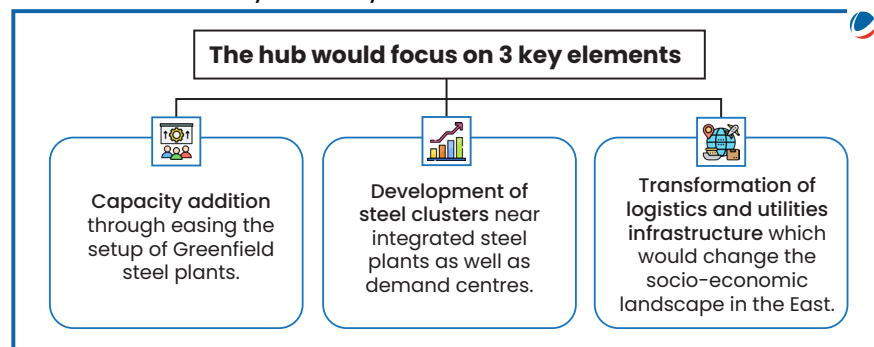 The hub would focus on 3 key elements
Capacity addition
through easing the
setup of Greenfield
steel plants.
Development of
steel clusters near
integrated steel
plants as well as
demand centres.
Transformation of
logistics and utilities
infrastructure which
would change the
socio-economic
landscape in the East.